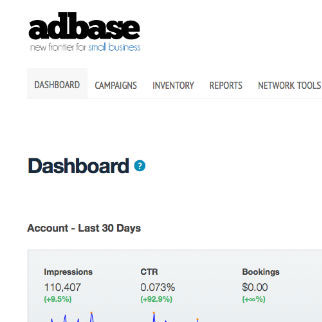 adbase
new frontier for small business
DASHBOARD CAMPAIGNS INVENTORY REPORTS NETWORK TOOLS
Dashboard ?
Account - Last 30 Days
Impressions CTR Bookings
110,407 0.073% $0.00
(+9.5%) (+92.9%) (+∞%)